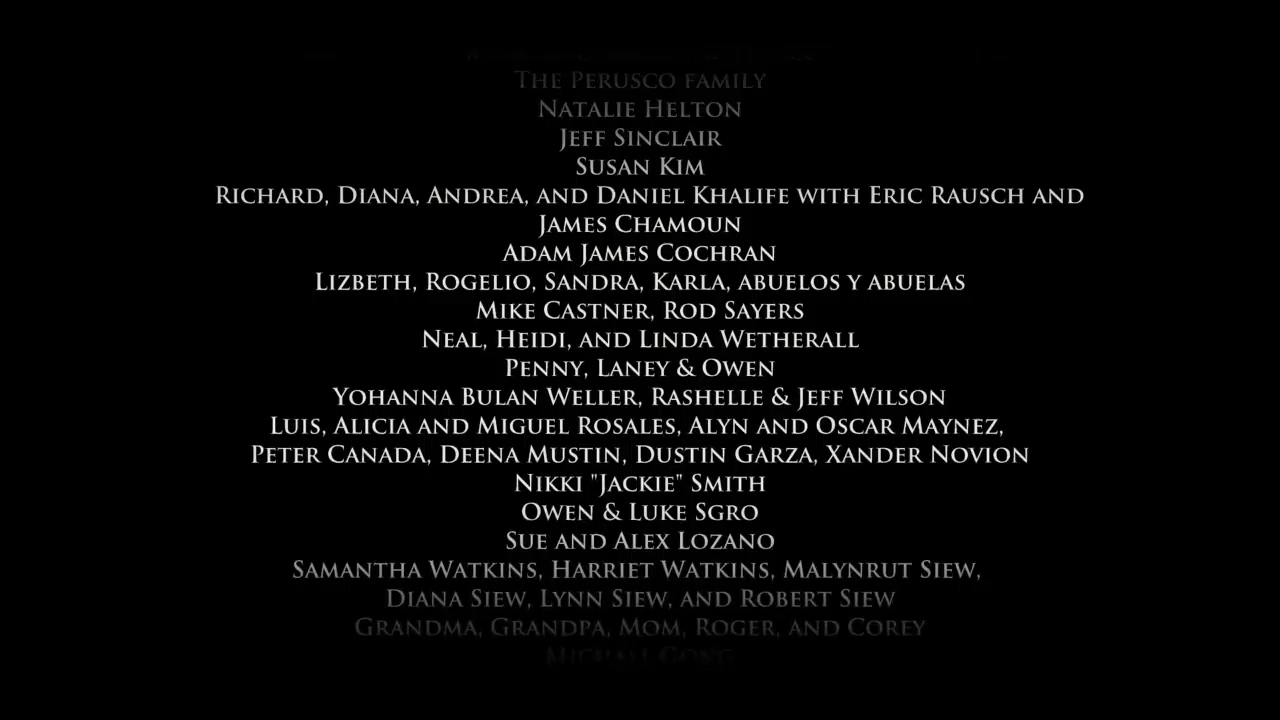 The Perusco family
Natalie Helton
Jeff Sinclair
Susan Kim
Richard, Diana, Andrea, and Daniel Khalife with Eric Rausch and
James Chamoun
Adam James Cochran
Lizbeth, Rogelio, Sandra, Karla, abuelos y abuelas
Mike Castner, Rod Sayers
Neal, Heidi, and Linda Wetherall
Penny, Laney & Owen
Yohanna Bulan Weller, Rashelle & Jeff Wilson
Luis, Alicia and Miguel Rosales, Alyn and Oscar Maynez,
Peter Canada, Deena Mustin, Dustin Garza, Xander Novion
Nikki "Jackie" Smith
Owen & Luke Sgro
Sue and Alex Lozano
Samantha Watkins, Harriet Watkins, Malynrut Siew,
Diana Siew, Lynn Siew, and Robert Siew
Grandma, Grandpa, Mom, Roger, and Corey